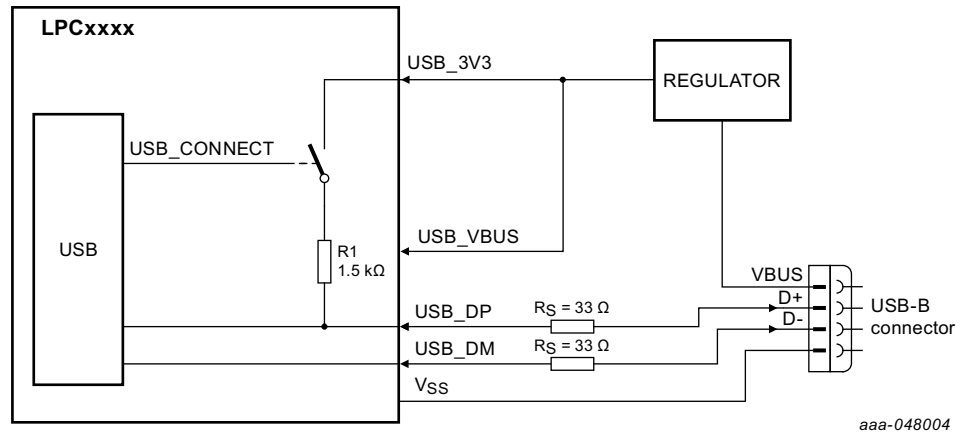 LPCxxxx
USB_3V3
REGULATOR
USB_CONNECT
USB
R1
1.5 kΩ
USB_VBUS
VBUS
D+
D-
USB-B
connector
USB_DP
RS = 33 Ω
USB_DM
RS = 33 Ω
VSS
aaa-048004